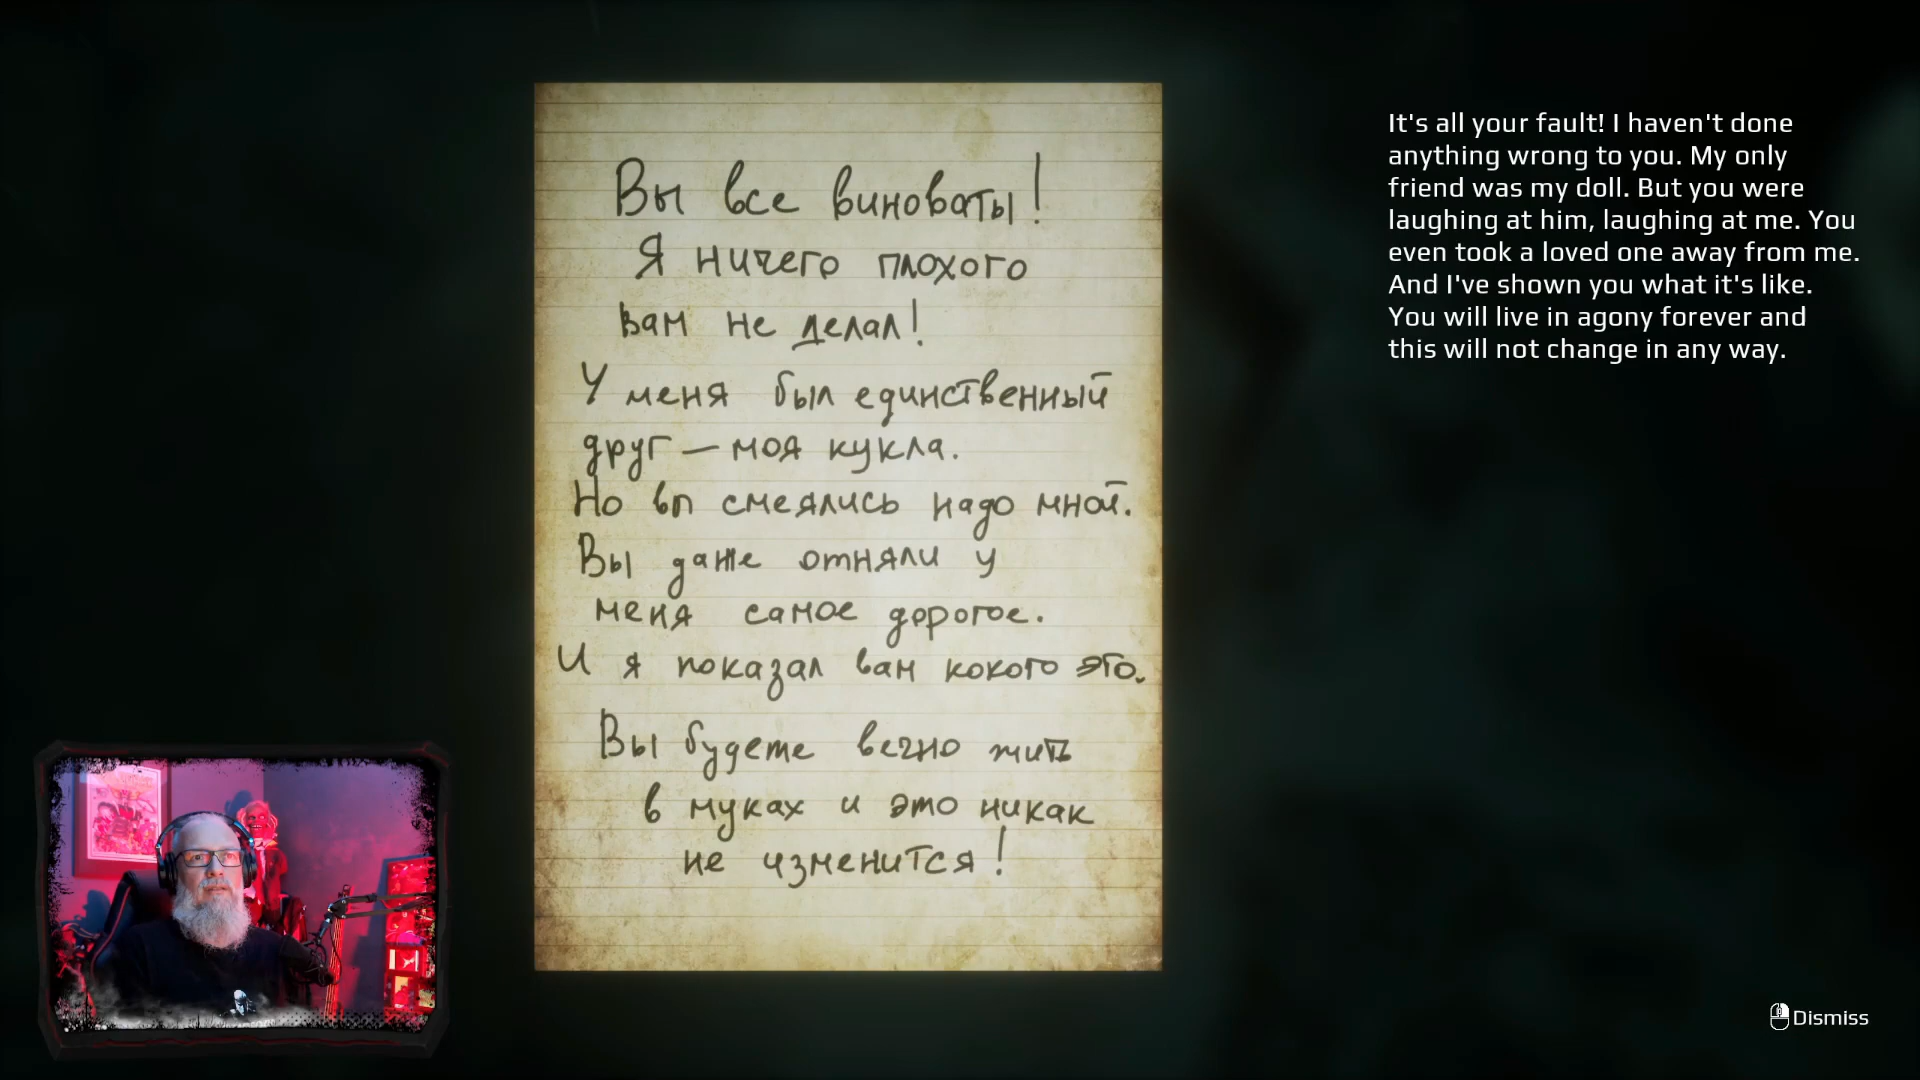 Вы все виноваты!
Я ничего плохого
вам не делал!
У меня был единственный
друг — моя кукла.
Но вы смеялись надо мной.
Вы даже отняли у
меня самое дорогое.
И я показал вам кокого это.
Вы будете вечно жить
в муках и это никак
не изменится!
It's all your fault! I haven't done
anything wrong to you. My only
friend was my doll. But you were
laughing at him, laughing at me. You
even took a loved one away from me.
And I've shown you what it's like.
You will live in agony forever and
this will not change in any way.
Dismiss